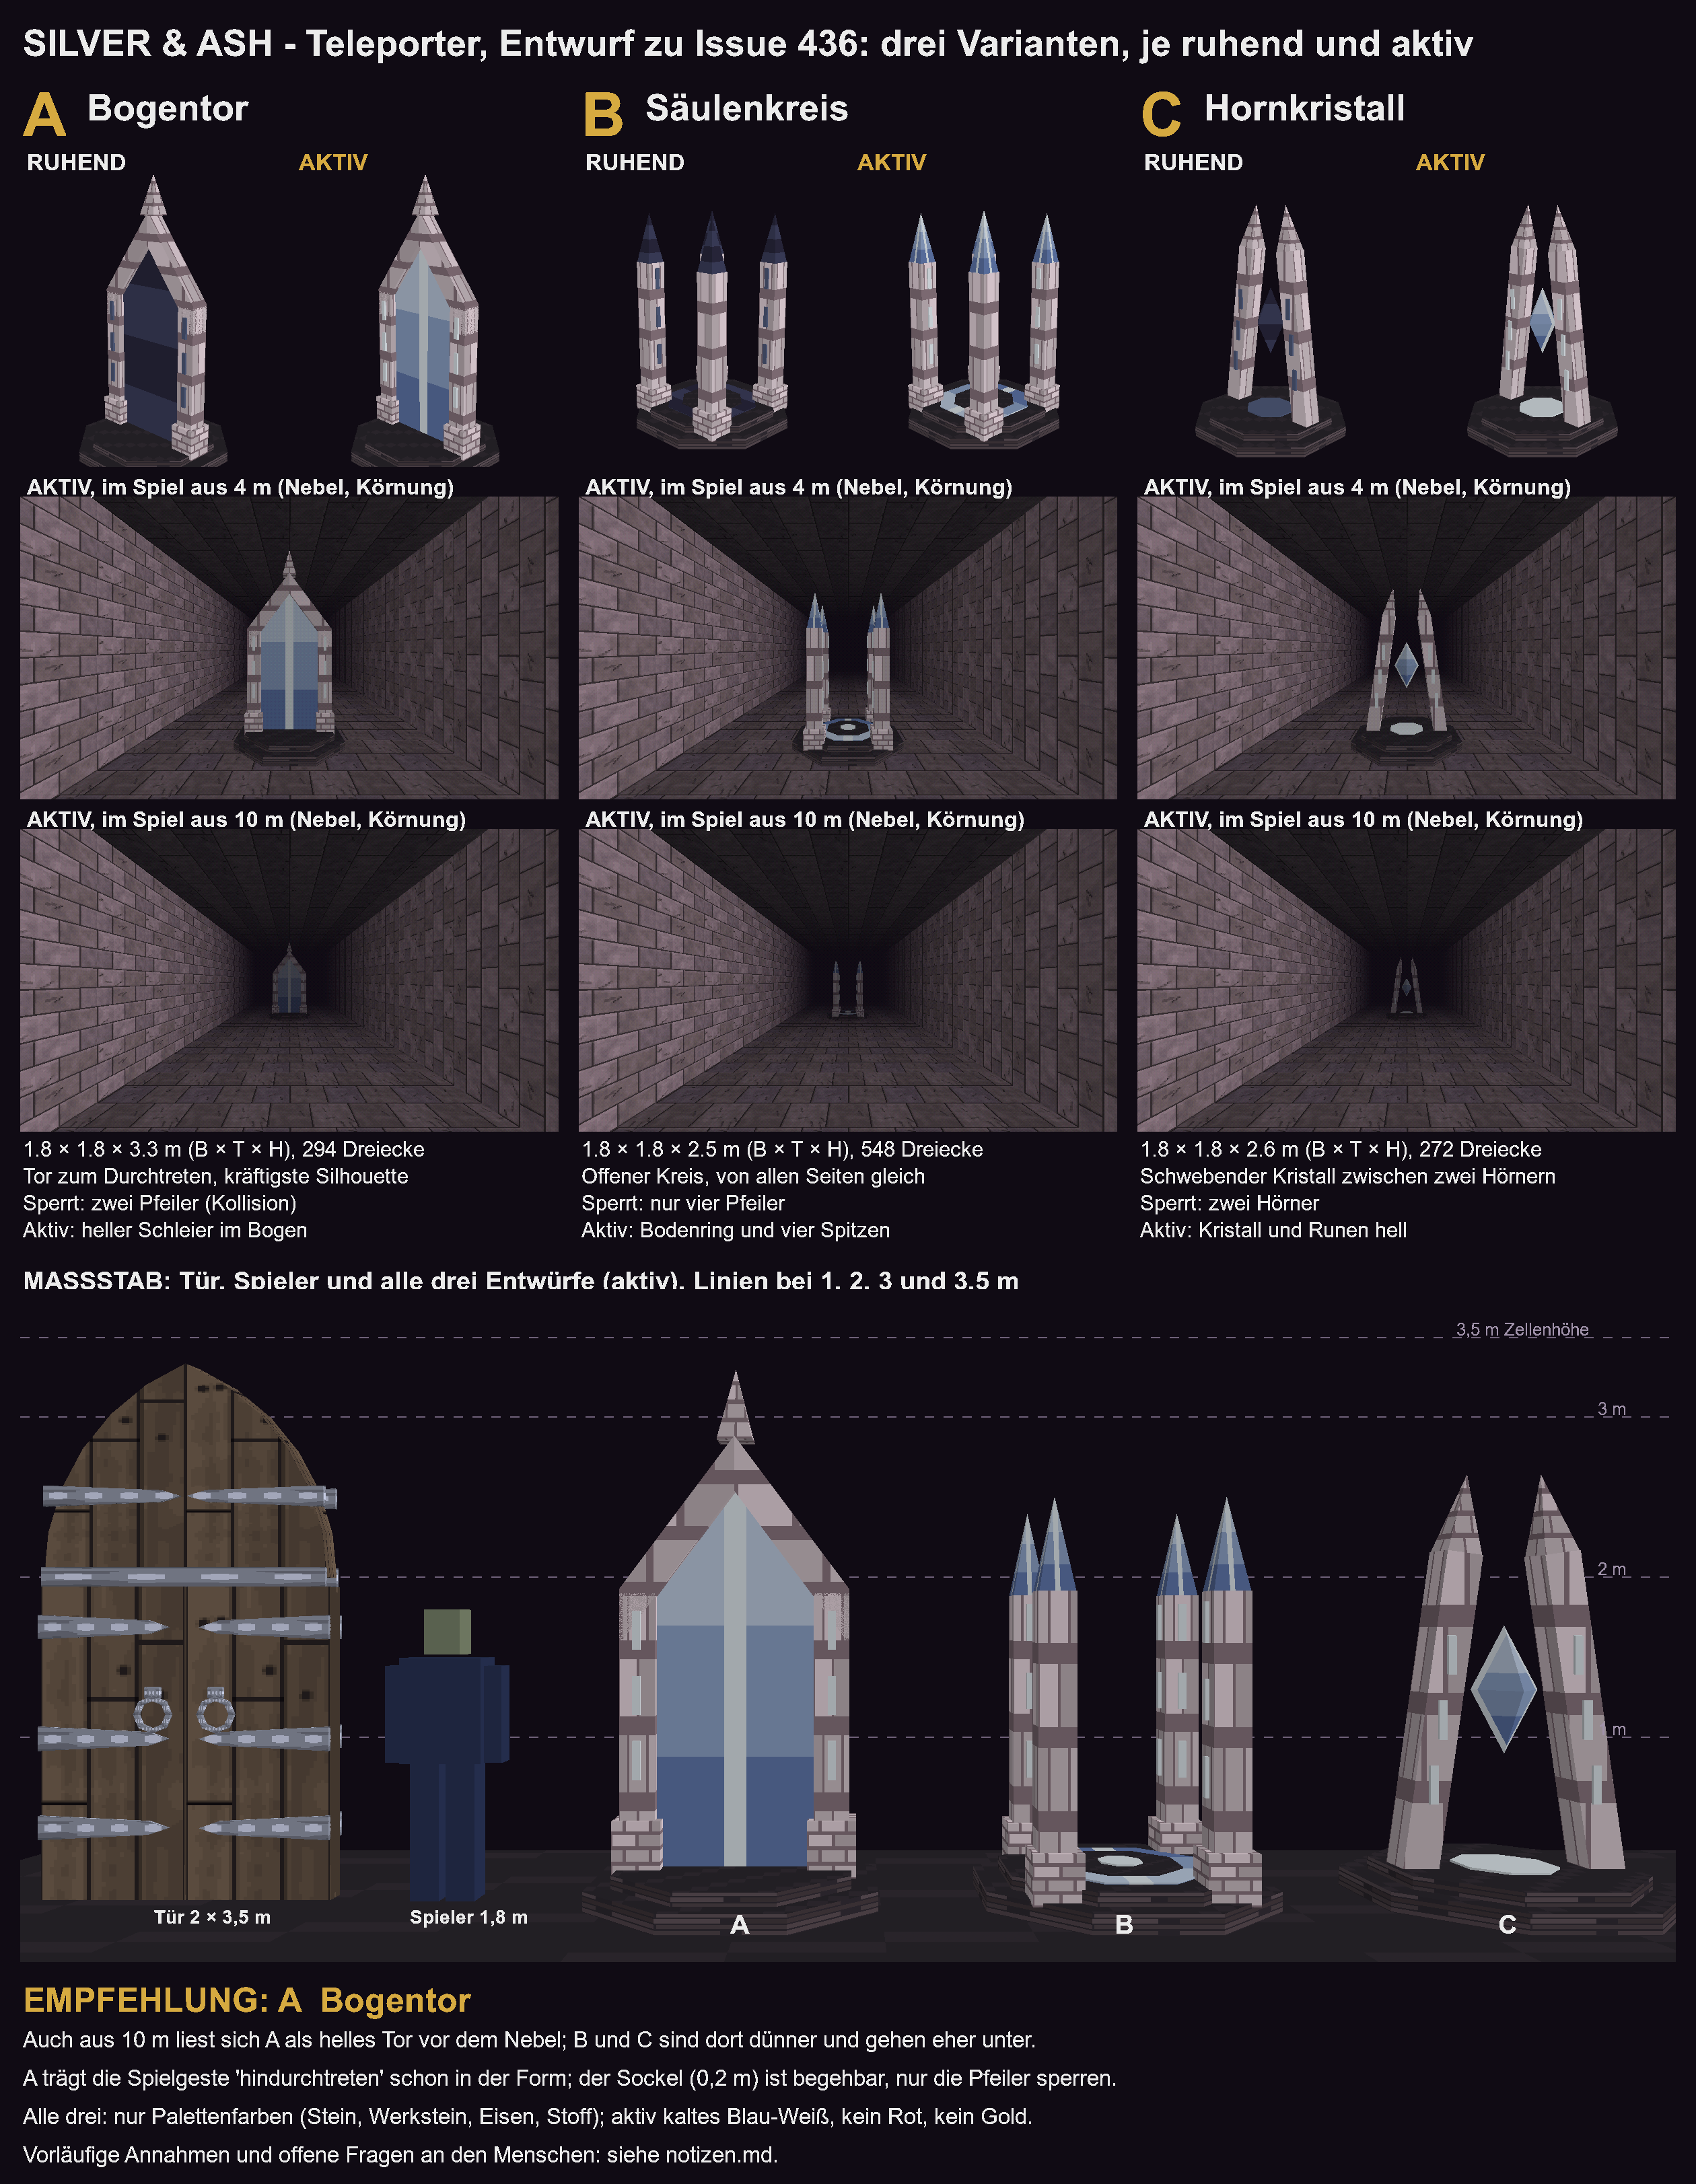 SILVER & ASH - Teleporter, Entwurf zu Issue 436: drei Varianten, je ruhend und aktiv
A Bogentor
RUHEND AKTIV
AKTIV, im Spiel aus 4 m (Nebel, Körnung)
AKTIV, im Spiel aus 10 m (Nebel, Körnung)
1.8 × 1.8 × 3.3 m (B × T × H), 294 Dreiecke
Tor zum Durchtreten, kräftigste Silhouette
Sperrt: zwei Pfeiler (Kollision)
Aktiv: heller Schleier im Bogen
B Säulenkreis
RUHEND AKTIV
AKTIV, im Spiel aus 4 m (Nebel, Körnung)
AKTIV, im Spiel aus 10 m (Nebel, Körnung)
1.8 × 1.8 × 2.5 m (B × T × H), 548 Dreiecke
Offener Kreis, von allen Seiten gleich
Sperrt: nur vier Pfeiler
Aktiv: Bodenring und vier Spitzen
C Hornkristall
RUHEND AKTIV
AKTIV, im Spiel aus 4 m (Nebel, Körnung)
AKTIV, im Spiel aus 10 m (Nebel, Körnung)
1.8 × 1.8 × 2.6 m (B × T × H), 272 Dreiecke
Schwebender Kristall zwischen zwei Hörnern
Sperrt: zwei Hörner
Aktiv: Kristall und Runen hell
MASSSTAB: Tür, Spieler und alle drei Entwürfe (aktiv). Linien bei 1, 2, 3 und 3,5 m
3,5 m Zellenhöhe
3 m
2 m
m
Tür 2 × 3,5 m
Spieler 1,8 m
A
B
C
EMPFEHLUNG: A Bogentor
Auch aus 10 m liest sich A als helles Tor vor dem Nebel; B und C sind dort dünner und gehen eher unter.
A trägt die Spielgeste 'hindurchtreten' schon in der Form; der Sockel (0,2 m) ist begehbar, nur die Pfeiler sperren.
Alle drei: nur Palettenfarben (Stein, Werkstein, Eisen, Stoff); aktiv kaltes Blau-Weiß, kein Rot, kein Gold.
Vorläufige Annahmen und offene Fragen an den Menschen: siehe notizen.md.